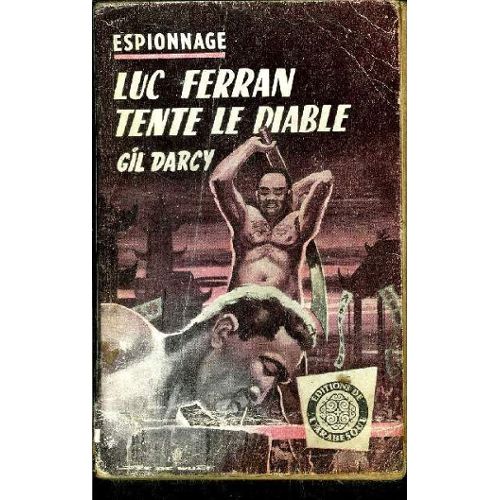 ESPIONNAGE
LUC FERRAN
TENTE LE DIABLE
GIL DARCY
EDITIONS DE
L'ARABESQUE